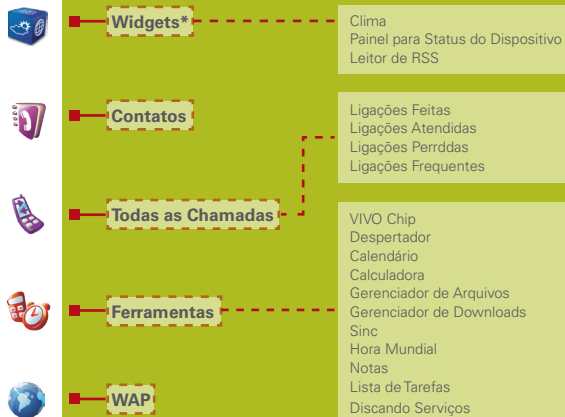 Widgets*
Clima
Painel para Status do Dispositivo
Leitor de RSS
Contatos
Ligações Feitas
Ligações Atendidas
Ligações Perrddas
Ligações Frequentes
Todas as Chamadas
VIVO Chip
Despertador
Calendário
Calculadora
Gerenciador de Arquivos
Gerenciador de Downloads
Sinc
Hora Mundial
Notas
Lista de Tarefas
Discando Serviços
Ferramentas
WAP